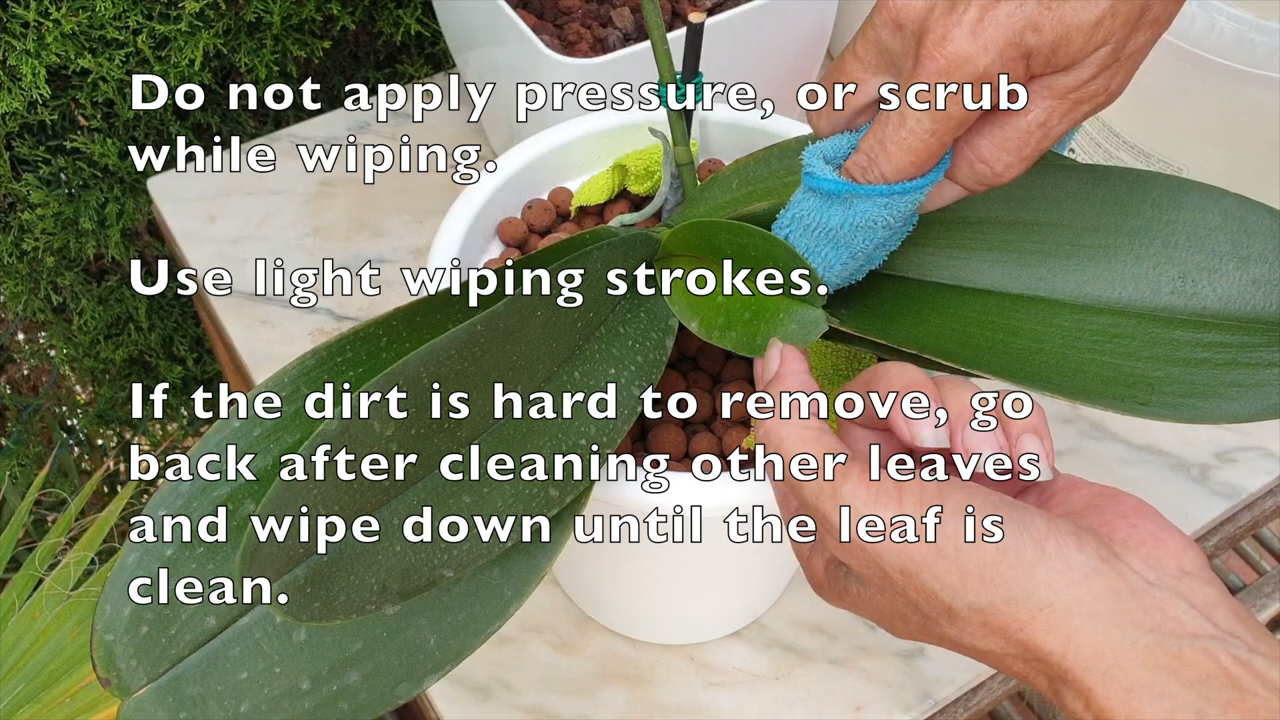 Do not apply pressure, or scrub
while wiping.
Use light wiping strokes.
If the dirt is hard to remove, go
back after cleaning other leaves
and wipe down until the leaf is
clean.